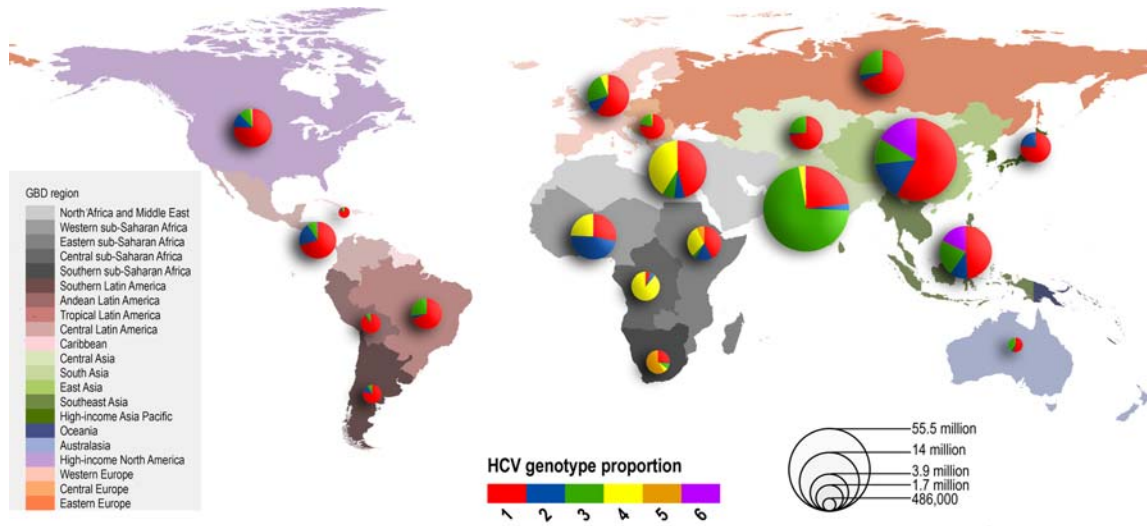 GBD region
North Africa and Middle East
Western sub-Saharan Africa
Eastern sub-Saharan Africa
Central sub-Saharan Africa
Southern sub-Saharan Africa
Southern Latin America
Andean Latin America
Tropical Latin America
Central Latin America
Caribbean
Central Asia
South Asia
East Asia
Southeast Asia
High-income Asia Pacific
Oceania
Australasia
High-income North America
Western Europe
Central Europe
Eastern Europe
HCV genotype proportion
1 2 3 4 5 6
55.5 million
14 million
3.9 million
1.7 million
486,000